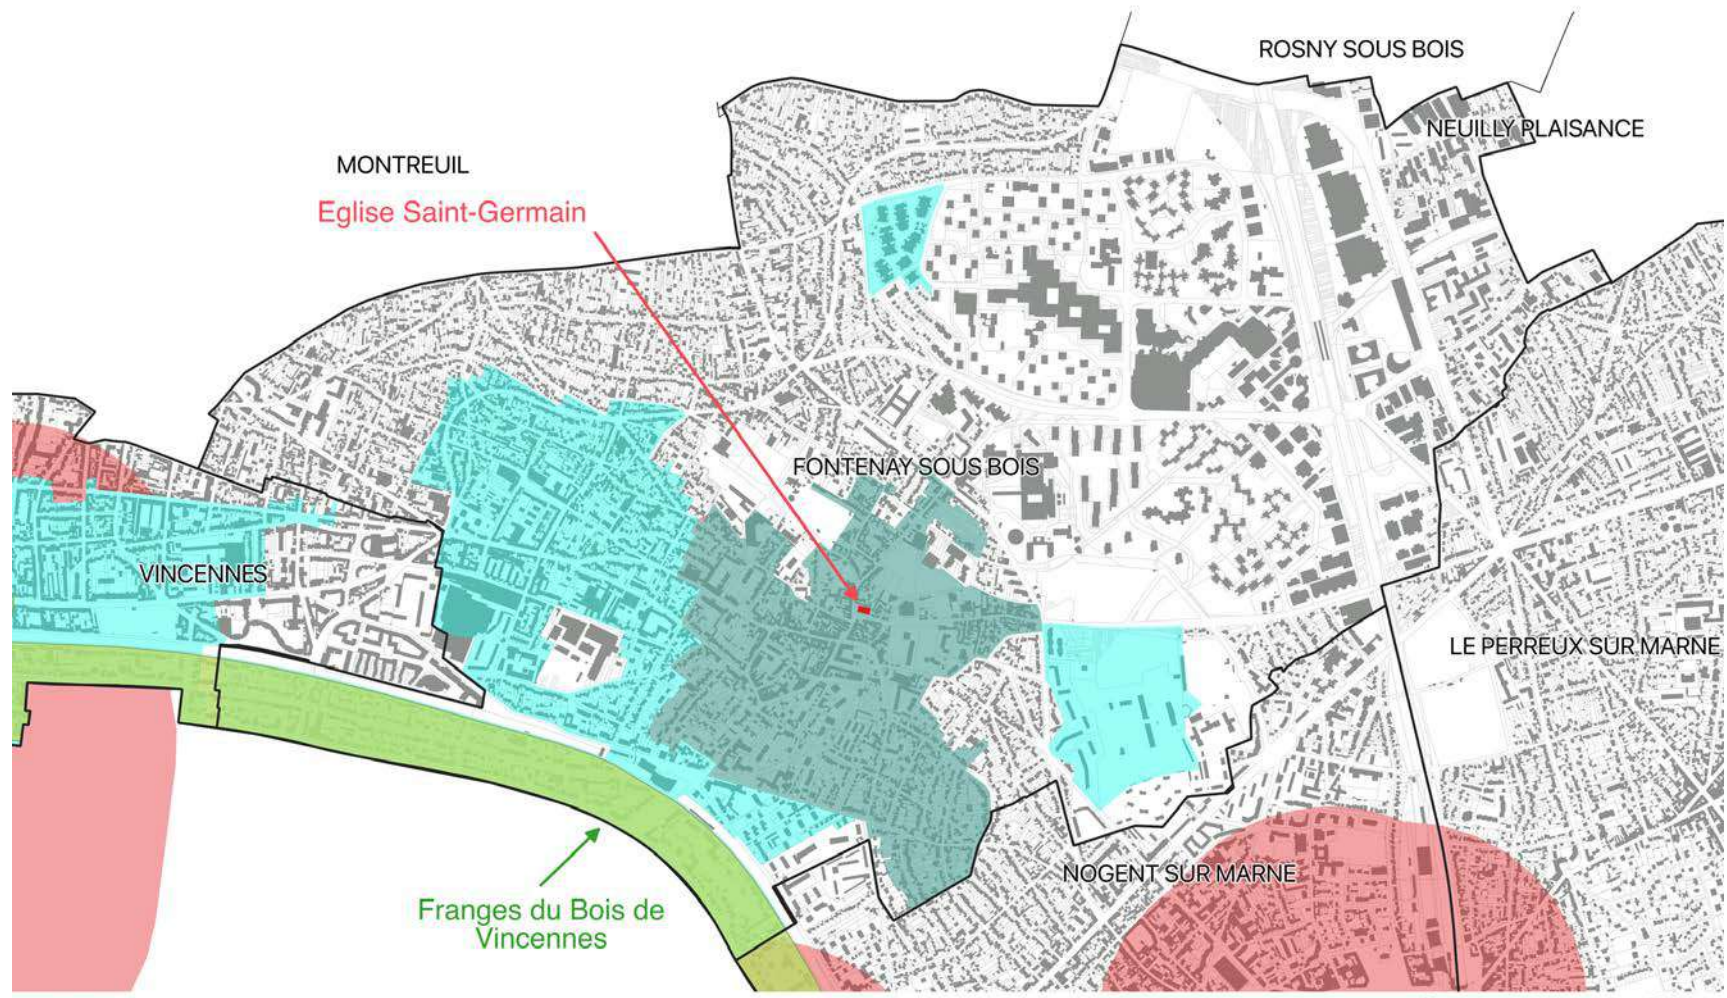 ROSNY SOUS BOIS
NEUILLY PLAISANCE
MONTREUIL
Eglise Saint-Germain
FONTENAY SOUS BOIS
VINCENNES
LE PERREUX SUR MARNE
NOGENT SUR MARNE
Franges du Bois de
Vincennes